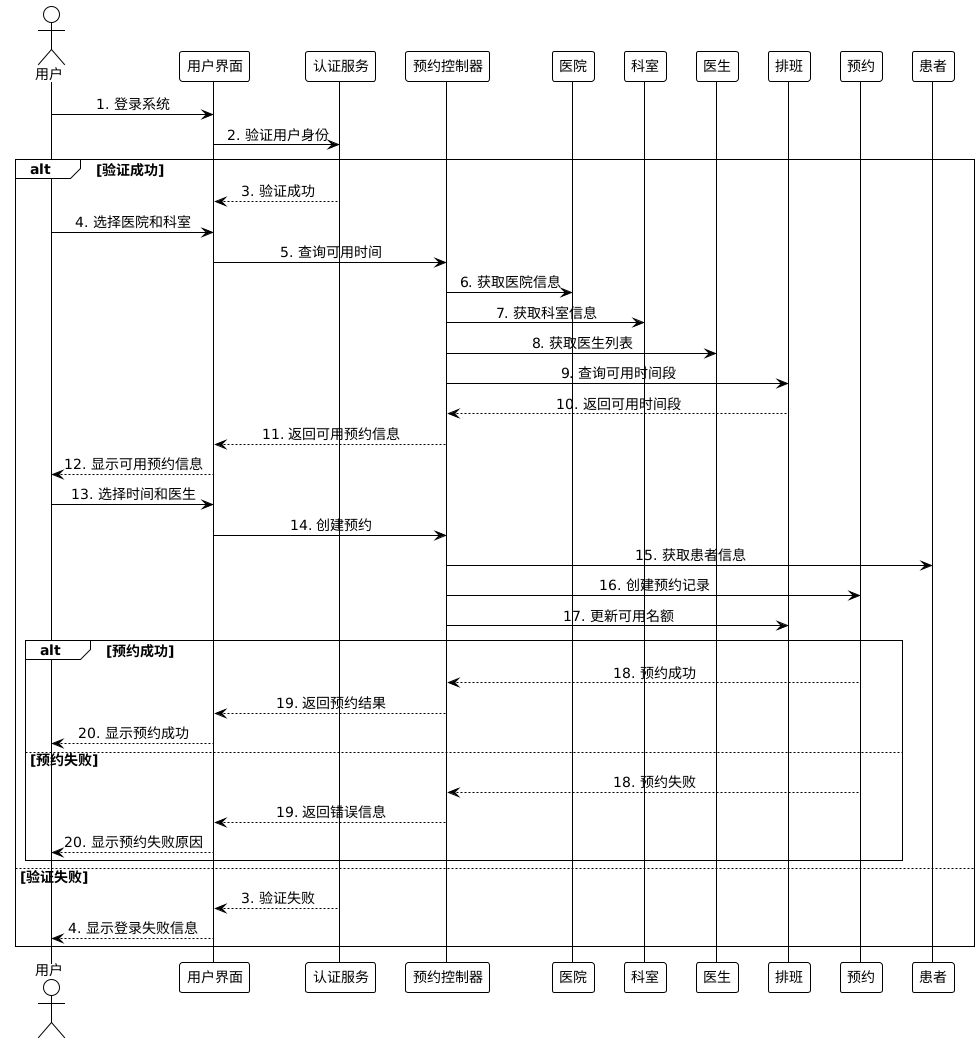 用户
用户界面
认证服务
预约控制器
医院
科室
医生
排班
预约
患者
1. 登录系统
2. 验证用户身份
alt
[验证成功]
3. 验证成功
4. 选择医院和科室
5. 查询可用时间
6. 获取医院信息
7. 获取科室信息
8. 获取医生列表
9. 查询可用时间段
10. 返回可用时间段
11. 返回可用预约信息
12. 显示可用预约信息
13. 选择时间和医生
14. 创建预约
15. 获取患者信息
16. 创建预约记录
17. 更新可用名额
alt
[预约成功]
18. 预约成功
19. 返回预约结果
20. 显示预约成功
[预约失败]
18. 预约失败
19. 返回错误信息
20. 显示预约失败原因
[验证失败]
3. 验证失败
4. 显示登录失败信息
用户
用户界面
认证服务
预约控制器
医院
科室
医生
排班
预约
患者